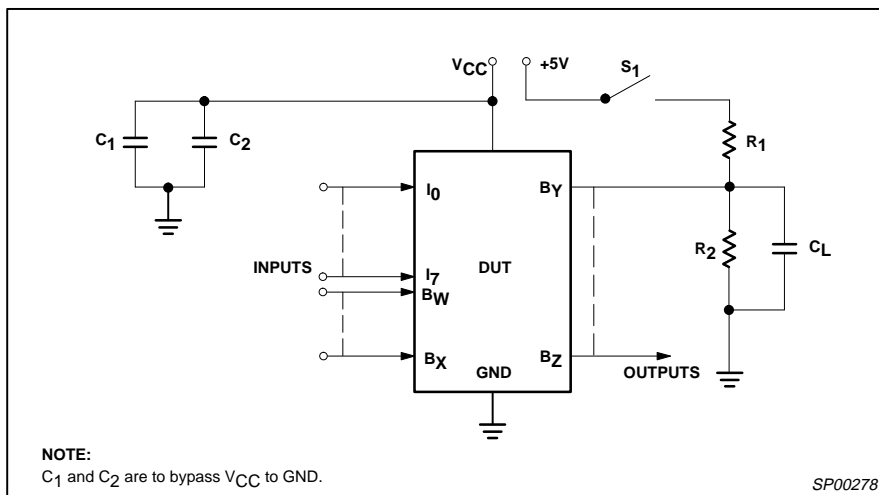 VCC
+5V
S1
C1
C2
R1
I0
BY
R2
CL
INPUTS
I7
DUT
BW
BX
BZ
GND
OUTPUTS
NOTE:
C1 and C2 are to bypass VCC to GND.
SP00278